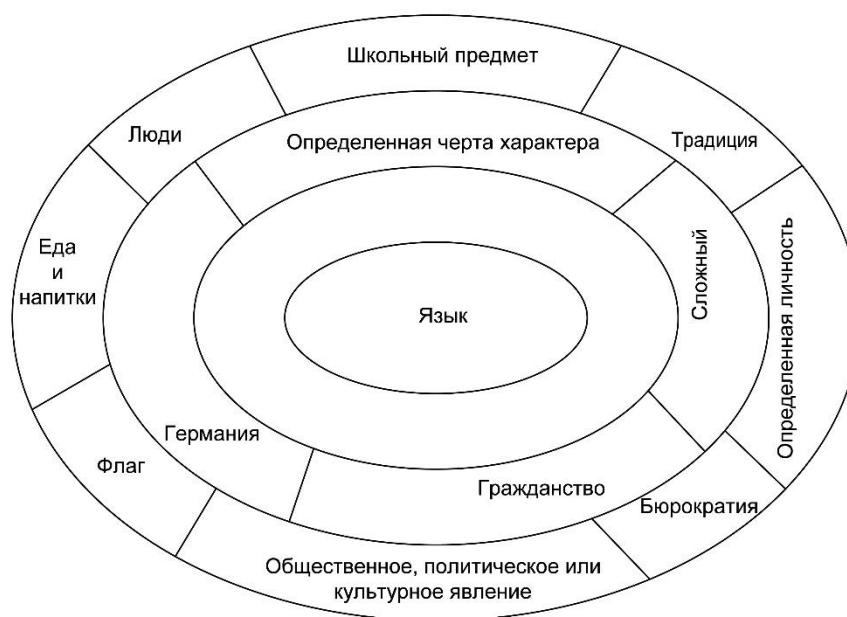 Школьный предмет
Люди
Определенная черта характера
Традиция
Еда
и
напитки
Сложный
Определенная личность
Язык
Германия
Флаг
Гражданство
Бюрократия
Общественное, политическое или
культурное явление